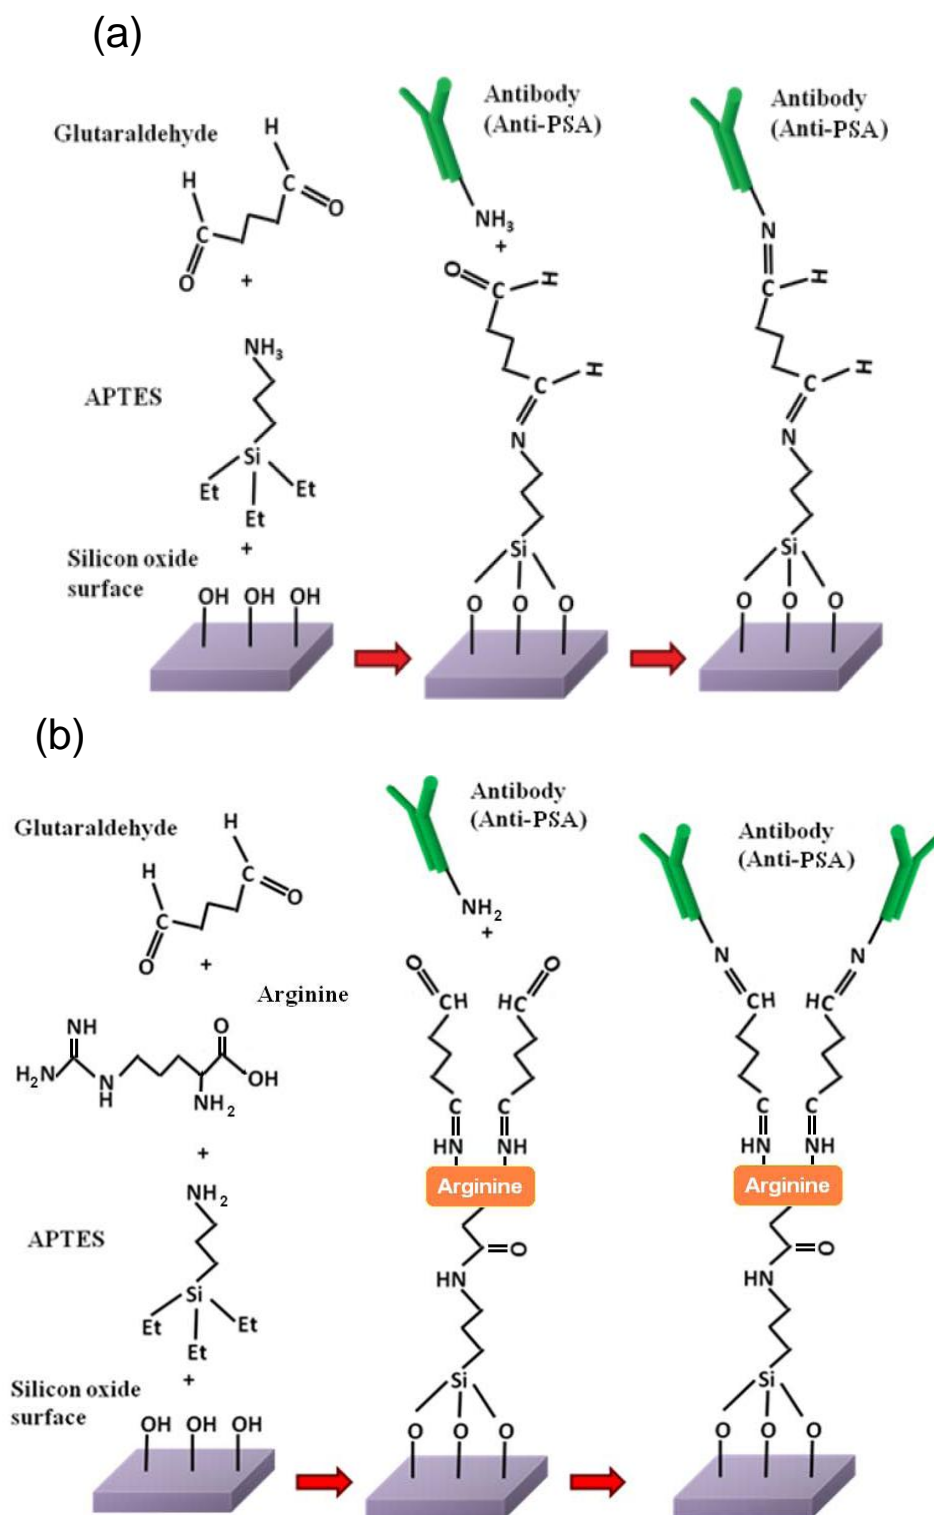 (a)
Glutaraldehyde
H
H
C
O
C
O
+
NH3
APTES
Si
Et
Et
Et
+
Silicon oxide
surface
OH OH OH
Antibody
(Anti-PSA)
NH3
+
O
C
H
C
H
N
Si
O O O
Antibody
(Anti-PSA)
N
C
H
C
H
N
Si
O O O
(b)
Glutaraldehyde
H
H
C
O
C
O
+
Arginine
NH
O
H2N
N
H
OH
NH2
+
NH2
APTES
Si
Et
Et
Et
+
Silicon oxide
surface
OH OH OH
Antibody
(Anti-PSA)
NH2
+
O
O
CH
HC
C
C
HN
NH
Arginine
O
HN
Si
O O O
Antibody
(Anti-PSA)
N
N
CH
HC
C
C
HN
NH
Arginine
O
HN
Si
O O O